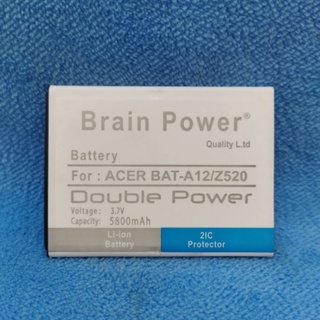 Brain Power®
Quality L.td
Battery
For : ACER BAT-A12/Z520
Double Power
Voltage : 3.7V
Capacity: 5800mAh
Li-ion Battery
2IC Protector